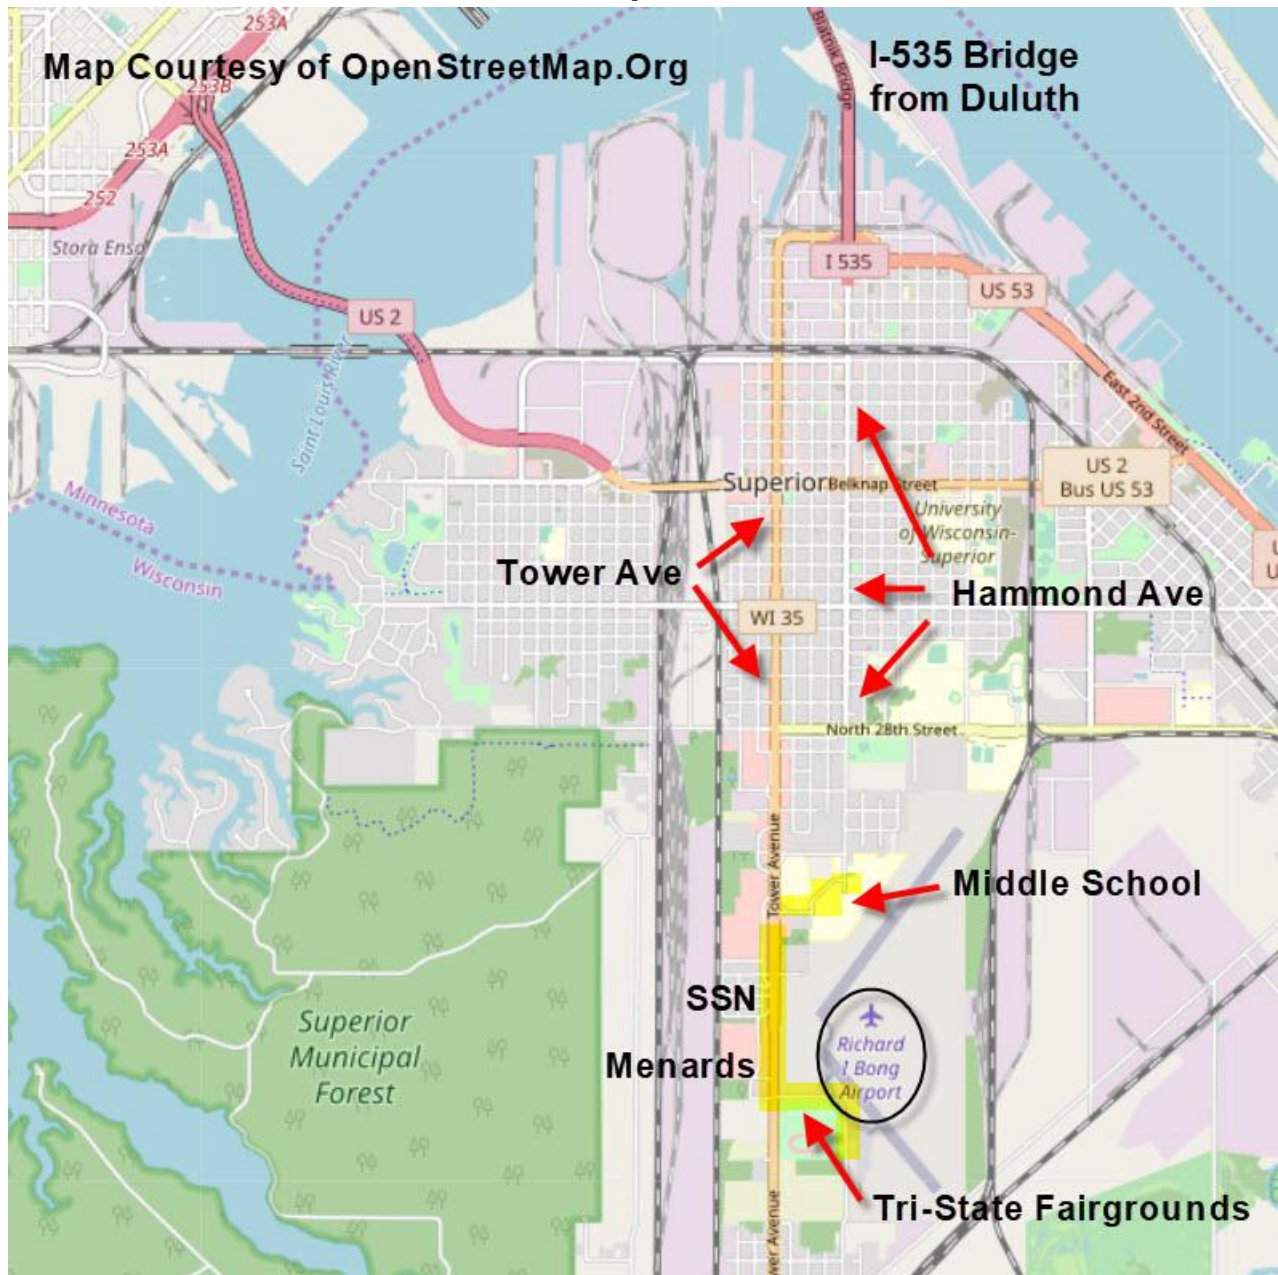 253A
Map Courtesy of OpenStreetMap.Org
253B
253A
252
Stora Enso
Blatnik Bridge
I-535 Bridge
from Duluth
I 535
US 53
US 2
Saint Louis River
East 2nd Street
Minnesota
Wisconsin
Superior
Belknap Street
US 2
Bus US 53
University
of Wisconsin-
Superior
Tower Ave
Hammond Ave
WI 35
North 28th Street
Tower Avenue
Middle School
SSN
Menards
Richard
I Bong
Airport
Superior
Municipal
Forest
Tri-State Fairgrounds